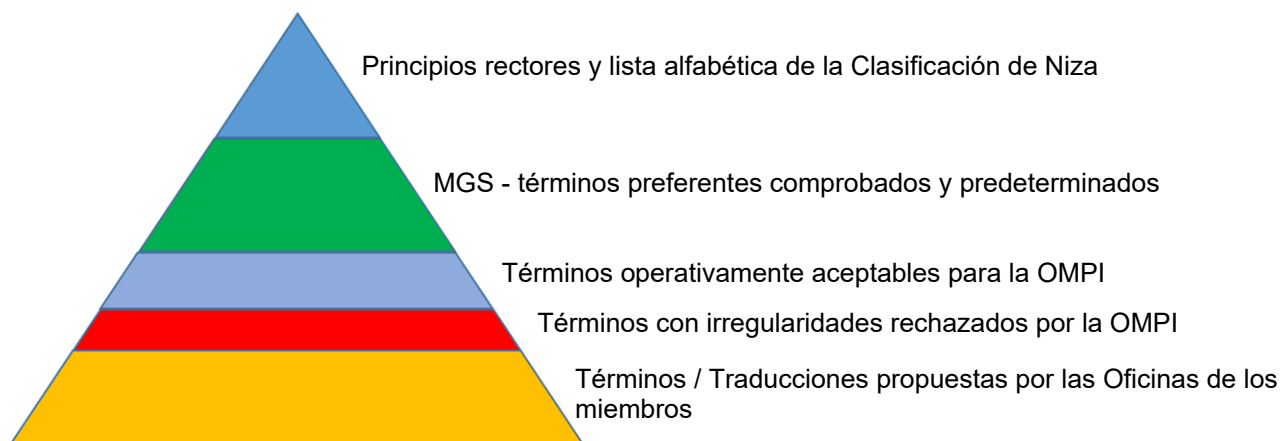 Principios rectores y lista alfabética de la Clasificación de Niza
MGS - términos preferentes comprobados y predeterminados
Términos operativamente aceptables para la OMPI
Términos con irregularidades rechazados por la OMPI
Términos / Traducciones propuestas por las Oficinas de los
miembros